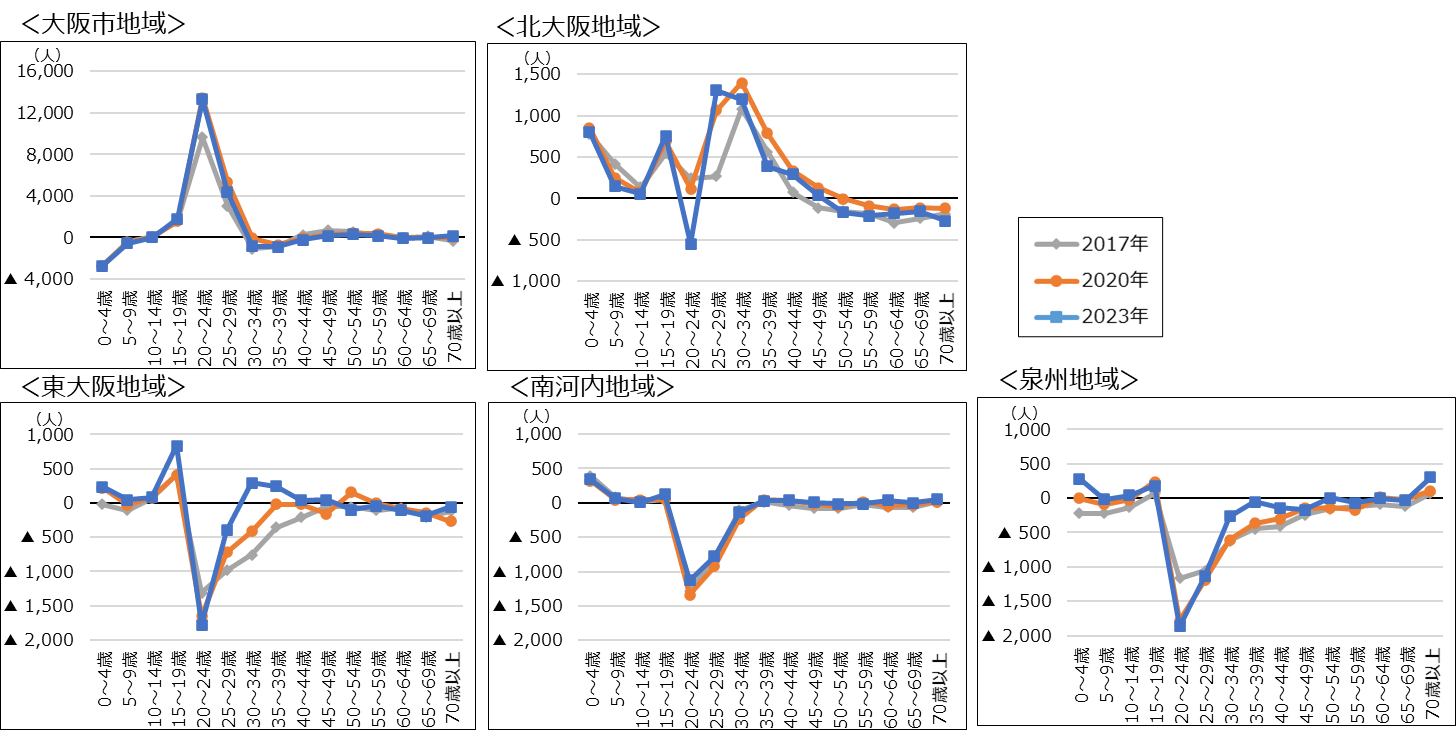 ＜大阪市地域＞
(人)
16,000
12,000
8,000
4,000
0
▲ 4,000
0～4歳
5～9歳
10～14歳
15～19歳
20～24歳
25～29歳
30～34歳
35～39歳
40～44歳
45～49歳
50～54歳
55～59歳
60～64歳
65～69歳
70歳以上
＜北大阪地域＞
(人)
1,500
1,000
500
0
▲ 500
▲ 1,000
0～4歳
5～9歳
10～14歳
15～19歳
20～24歳
25～29歳
30～34歳
35～39歳
40～44歳
45～49歳
50～54歳
55～59歳
60～64歳
65～69歳
70歳以上
2017年
2020年
2023年
＜東大阪地域＞
(人)
1,000
500
0
▲ 500
▲ 1,000
▲ 1,500
▲ 2,000
0～4歳
5～9歳
10～14歳
15～19歳
20～24歳
25～29歳
30～34歳
35～39歳
40～44歳
45～49歳
50～54歳
55～59歳
60～64歳
65～69歳
70歳以上
＜南河内地域＞
(人)
1,000
500
0
▲ 500
▲ 1,000
▲ 1,500
▲ 2,000
0～4歳
5～9歳
10～14歳
15～19歳
20～24歳
25～29歳
30～34歳
35～39歳
40～44歳
45～49歳
50～54歳
55～59歳
60～64歳
65～69歳
70歳以上
＜泉州地域＞
(人)
1,000
500
0
▲ 500
▲ 1,000
▲ 1,500
▲ 2,000
0～4歳
5～9歳
10～14歳
15～19歳
20～24歳
25～29歳
30～34歳
35～39歳
40～44歳
45～49歳
50～54歳
55～59歳
60～64歳
65～69歳
70歳以上